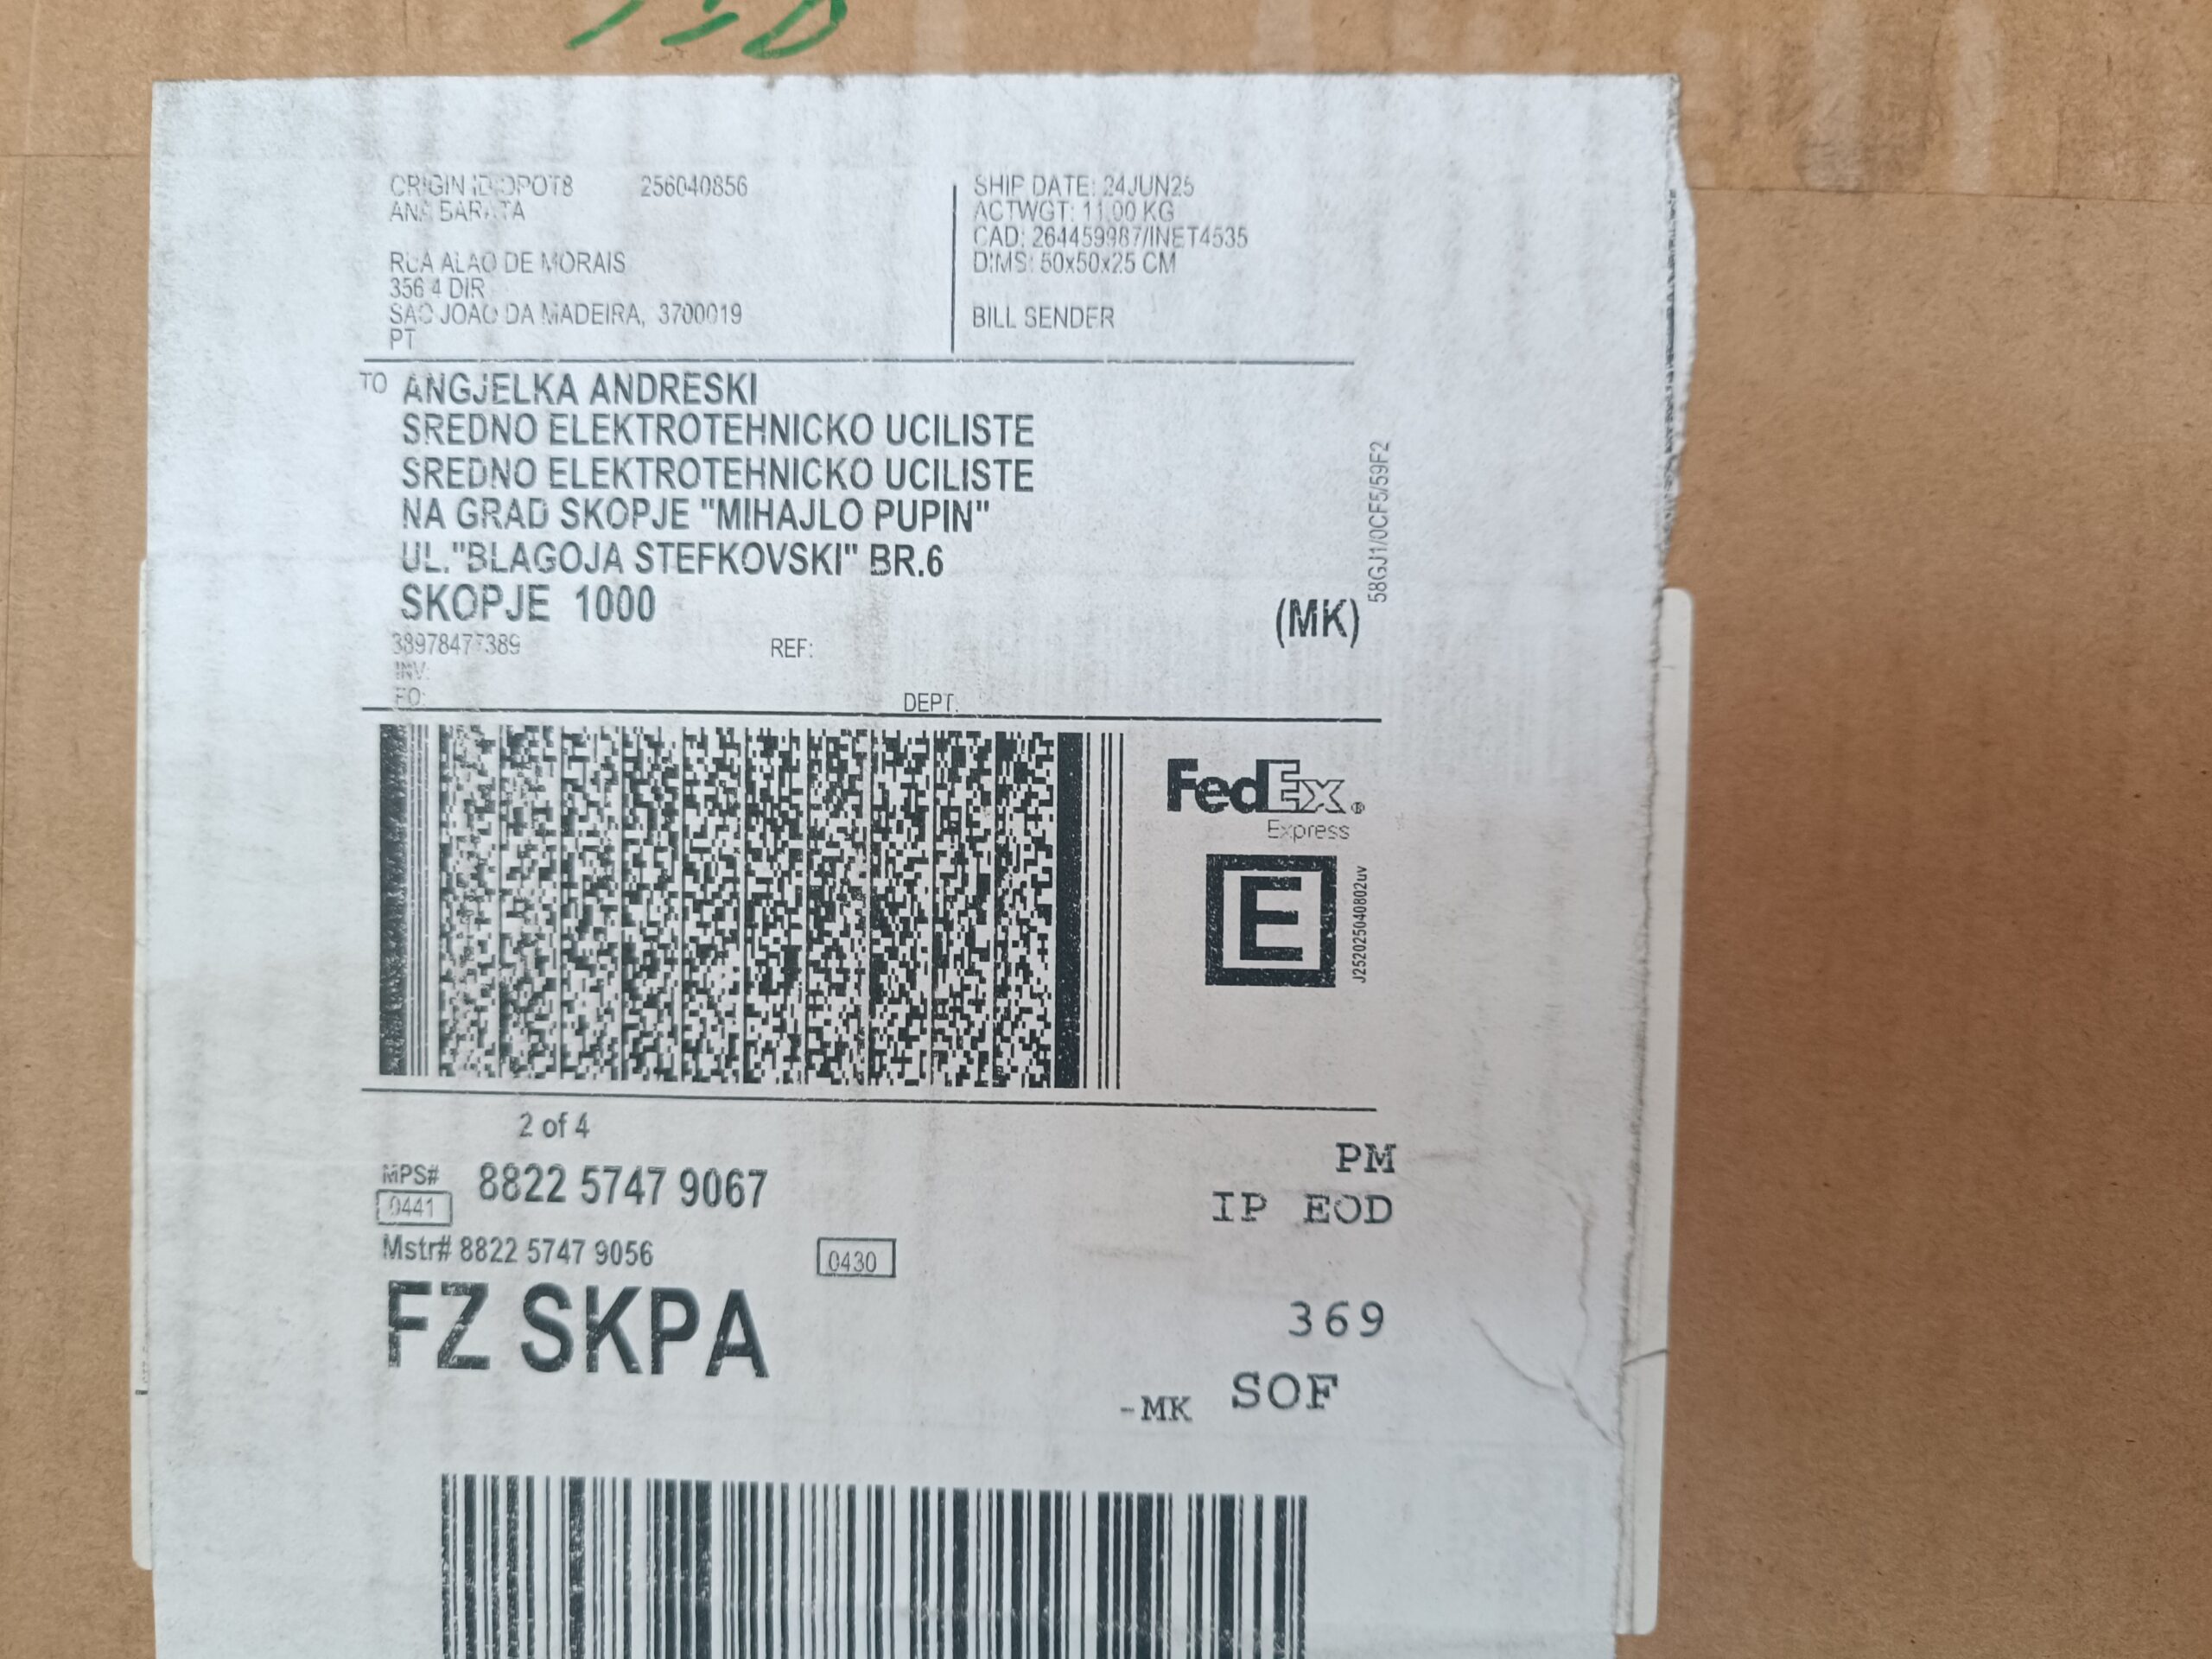 ORIGIN ID:OPOT8 256040856
ANA BARATA
RUA ALAO DE MORAIS
356 4 DIR
SAO JOAO DA MADEIRA, 3700019
PT
SHIP DATE: 24JUN25
ACTWGT: 11.00 KG
CAD: 264459987/INET4535
DIMS: 50x50x25 CM
BILL SENDER
TO ANGJELKA ANDRESKI
SREDNO ELEKTROTEHNICKO UCILISTE
SREDNO ELEKTROTEHNICKO UCILISTE
NA GRAD SKOPJE "MIHAJLO PUPIN"
UL."BLAGOJA STEFKOVSKI" BR.6
SKOPJE 1000
(MK)
38978477389
REF:
INV:
PO:
DEPT:
58GJ1/0CF5/59F2
FedEx®
Express
E
J252025040802uv
2 of 4
MPS# 8822 5747 9067
0441
Mstr# 8822 5747 9056
0430
PM
IP EOD
FZ SKPA
369
-MK SOF